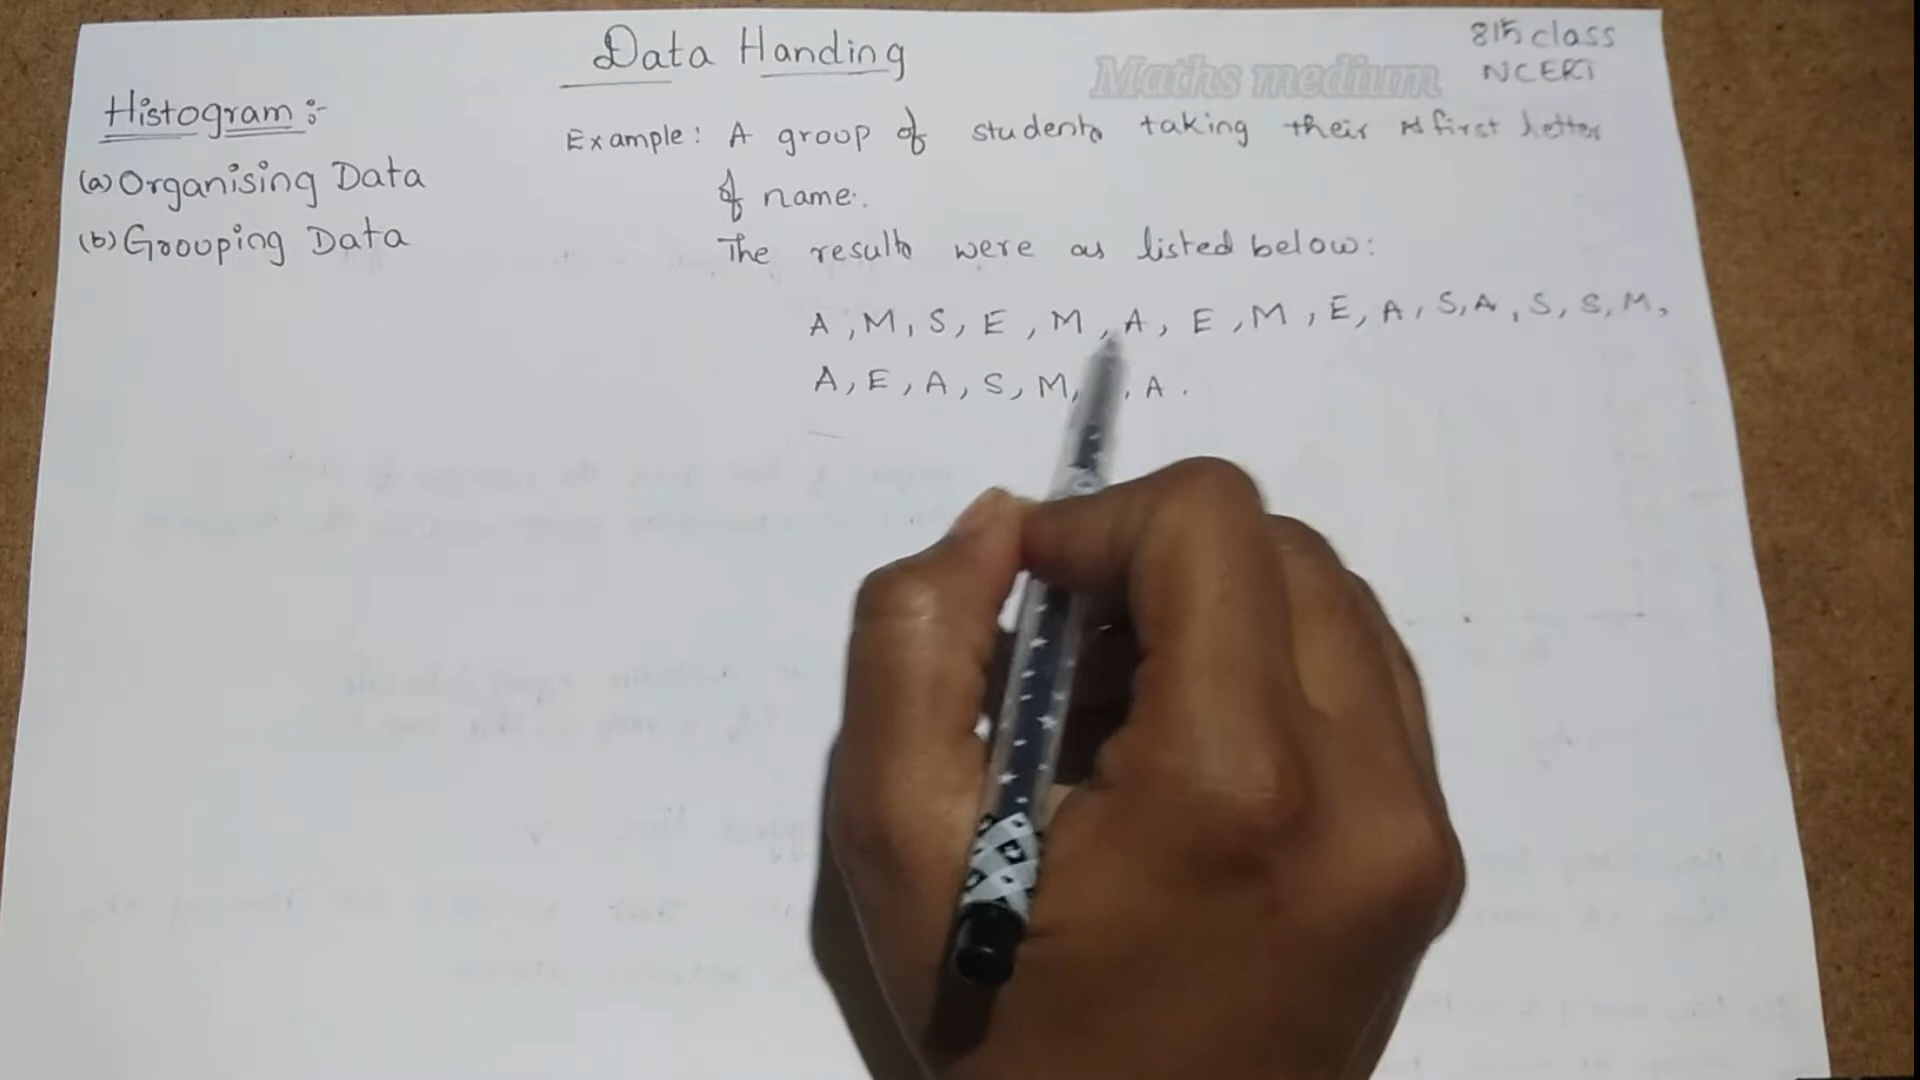 Data Handing
8th class
NCERT
Maths medium
Histogram :-
(a) Organising Data
(b) Groouping Data
Example: A group of students taking their first letter
of name.
The results were as listed below:
A, M, S, E, M, A, E, M, E, A, S, A, S, S, M,
A, E, A, S, M, , A.